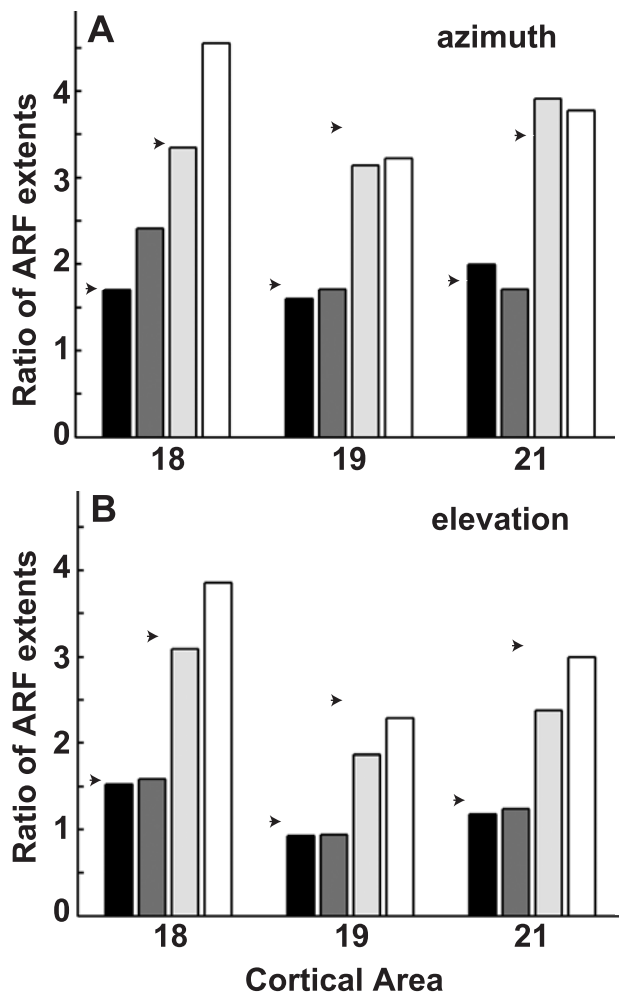 A
azimuth
Ratio of ARF extents
4
3
2
1
0
18 19 21
B
elevation
Ratio of ARF extents
4
3
2
1
0
18 19 21
Cortical Area